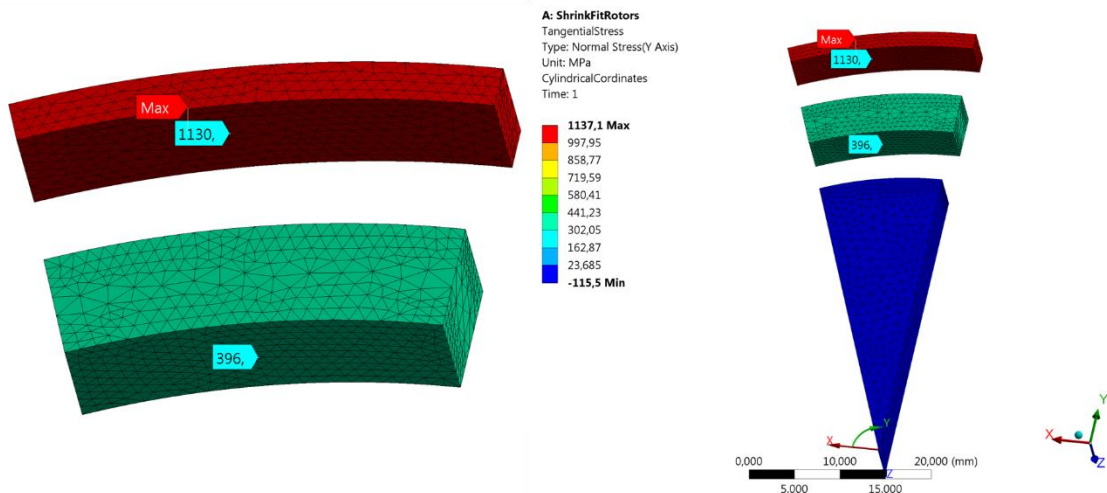 Max
1130,
396,
A: ShrinkFitRotors
TangentialStress
Type: Normal Stress(Y Axis)
Unit: MPa
CylindricalCordinates
Time: 1
1137,1 Max
997,95
858,77
719,59
580,41
441,23
302,05
162,87
23,685
-115,5 Min
Max
1130,
396,
Y
X
Z
0,000 10,000 20,000 (mm)
5,000 15,000
Y
X
Z